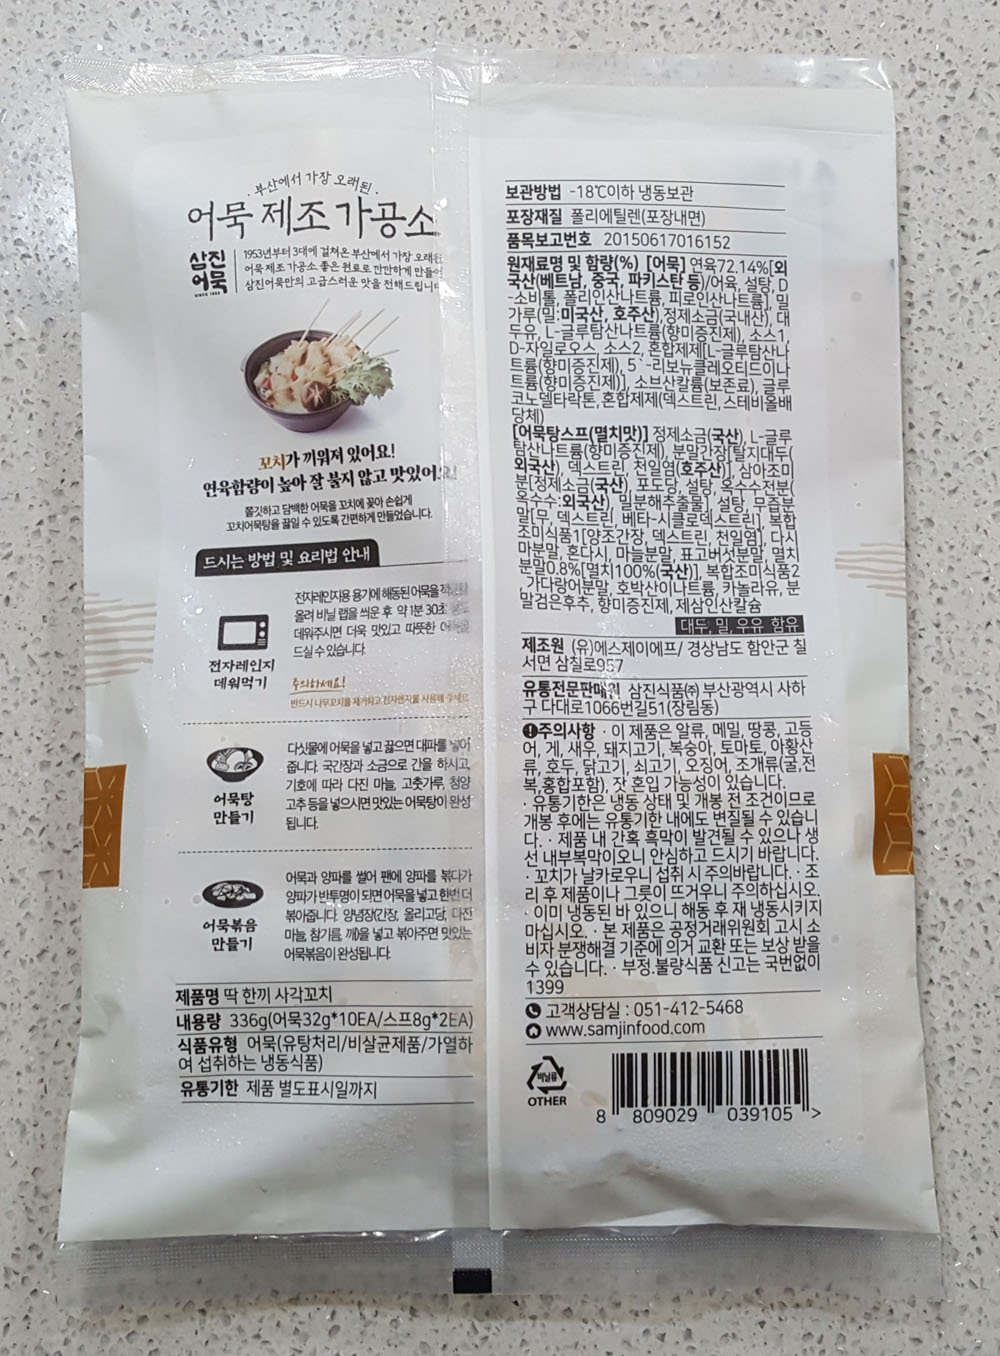 · 부산에서 가장 오래된 ·
어묵 제조 가공소
삼진
어묵
SINCE 1953
1953년부터 3대에 걸쳐온 부산에서 가장 오래된
어묵 제조 가공소. 좋은 원료로 깐깐하게 만들어
삼진어묵만의 고급스러운 맛을 전해드립니다
꼬치가 끼워져 있어요!
연육함량이 높아 잘 불지 않고 맛있어요!
쫄깃하고 담백한 어묵을 꼬치에 꽂아 손쉽게
꼬치어묵탕을 끓일 수 있도록 간편하게 만들었습니다.
드시는 방법 및 요리법 안내
전자레인지
데워먹기
전자레인지용 용기에 해동된 어묵을
올려 비닐 랩을 씌운 후 약 1분 30초
데워주시면 더욱 맛있고 따뜻한 어묵을
드실 수 있습니다.
주의하세요!
반드시 나무꼬치를 제거하고 전자렌지를 사용해
어묵탕
만들기
다싯물에 어묵을 넣고 끓으면 대파를 넣어
줍니다. 국간장과 소금으로 간을 하시고,
기호에 따라 다진 마늘, 고춧가루, 청양
고추 등을 넣으시면 맛있는 어묵탕이 완성
됩니다.
어묵볶음
만들기
어묵과 양파를 썰어 팬에 양파를 볶다가
양파가 반투명이 되면 어묵을 넣고 한번 더
볶아줍니다. 양념장(간장, 올리고당, 다진
마늘, 참기름, 깨)을 넣고 볶아주면 맛있는
어묵볶음이 완성됩니다.
제품명 딱 한끼 사각꼬치
내용량 336g(어묵32g*10EA/스프8g*2EA)
식품유형 어묵(유탕처리/비살균제품/가열하
여 섭취하는 냉동식품)
유통기한 제품 별도표시일까지
보관방법 -18℃이하 냉동보관
포장재질 폴리에틸렌(포장내면)
품목보고번호 20150617016152
원재료명 및 함량(%) [어묵] 연육72.14%[외
국산(베트남, 중국, 파키스탄 등)/어육, 설탕, D
-소비톨, 폴리인산나트륨, 피로인산나트륨], 밀
가루(밀:미국산, 호주산), 정제소금(국내산), 대
두유, L-글루탐산나트륨(향미증진제), 소스1,
D-자일로오스, 소스2, 혼합제제[L-글루탐산나
트륨(향미증진제), 5`-리보뉴클레오티드이나
트륨(향미증진제)], 소브산칼륨(보존료), 글루
코노델타락톤, 혼합제제(덱스트린, 스테비올배
당체)
[어묵탕스프(멸치맛)] 정제소금(국산), L-글루
탐산나트륨(향미증진제), 분말간장[탈지대두(
외국산), 덱스트린, 천일염(호주산)], 삼아조미
분[정제소금(국산), 포도당, 설탕, 옥수수전분(
옥수수:외국산), 밀분해추출물], 설탕, 무즙분
말[무, 덱스트린, 베타-시클로덱스트린], 복합
조미식품1[양조간장, 덱스트린, 천일염], 다시
마분말, 혼다시, 마늘분말, 표고버섯분말, 멸치
분말0.8%[멸치100%(국산)], 복합조미식품2
, 가다랑어분말, 호박산이나트륨, 카놀라유, 분
말검은후추, 향미증진제, 제삼인산칼슘
대두, 밀, 우유 함유
제조원 (유)에스제이에프/ 경상남도 함안군 칠
서면 삼칠로957
유통전문판매원 삼진식품㈜ 부산광역시 사하
구 다대로1066번길51(장림동)
주의사항 · 이 제품은 알류, 메밀, 땅콩, 고등
어, 게, 새우, 돼지고기, 복숭아, 토마토, 아황산
류, 호두, 닭고기, 쇠고기, 오징어, 조개류(굴,전
복,홍합포함), 잣 혼입 가능성이 있습니다.
· 유통기한은 냉동 상태 및 개봉 전 조건이므로
개봉 후에는 유통기한 내에도 변질될 수 있습니
다. · 제품 내 간혹 흑막이 발견될 수 있으나 생
선 내부복막이오니 안심하고 드시기 바랍니다.
· 꼬치가 날카로우니 섭취 시 주의바랍니다. · 조
리 후 제품이나 그릇이 뜨거우니 주의하십시오.
· 이미 냉동된 바 있으니 해동 후 재 냉동시키지
마십시오. · 본 제품은 공정거래위원회 고시 소
비자 분쟁해결 기준에 의거 교환 또는 보상 받을
수 있습니다. · 부정.불량식품 신고는 국번없이
1399
고객상담실 : 051-412-5468
www.samjinfood.com
비닐류
OTHER
8 809029 039105 >